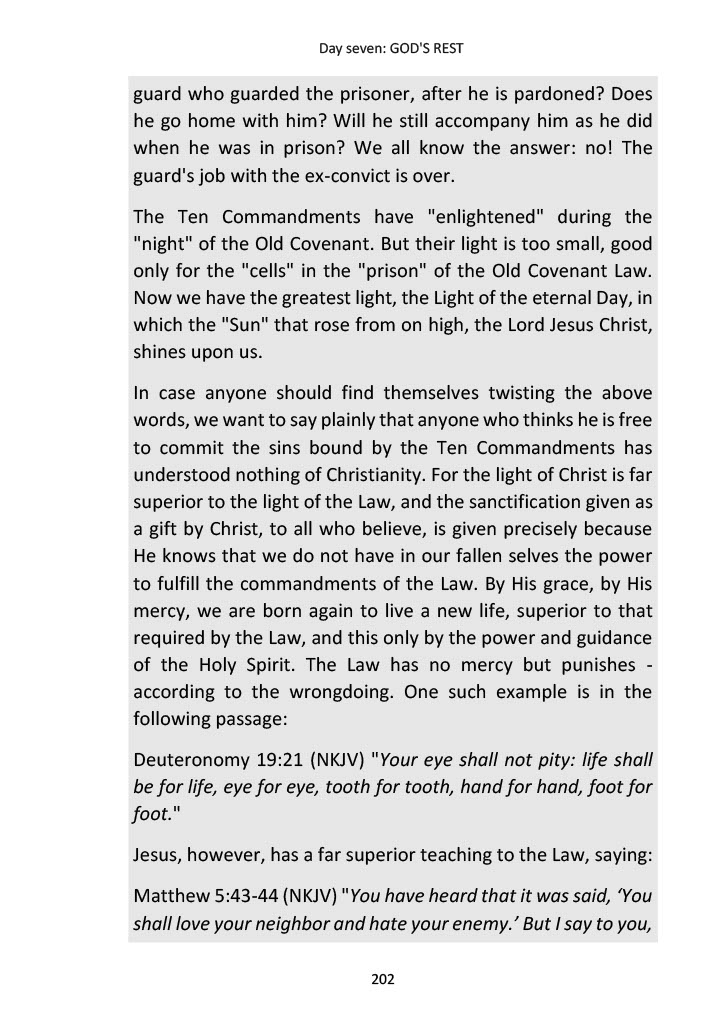 Day seven: GOD'S REST
guard who guarded the prisoner, after he is pardoned? Does
he go home with him? Will he still accompany him as he did
when he was in prison? We all know the answer: no! The
guard's job with the ex-convict is over.
The Ten Commandments have "enlightened" during the
"night" of the Old Covenant. But their light is too small, good
only for the "cells" in the "prison" of the Old Covenant Law.
Now we have the greatest light, the Light of the eternal Day, in
which the "Sun" that rose from on high, the Lord Jesus Christ,
shines upon us.
In case anyone should find themselves twisting the above
words, we want to say plainly that anyone who thinks he is free
to commit the sins bound by the Ten Commandments has
understood nothing of Christianity. For the light of Christ is far
superior to the light of the Law, and the sanctification given as
a gift by Christ, to all who believe, is given precisely because
He knows that we do not have in our fallen selves the power
to fulfill the commandments of the Law. By His grace, by His
mercy, we are born again to live a new life, superior to that
required by the Law, and this only by the power and guidance
of the Holy Spirit. The Law has no mercy but punishes -
according to the wrongdoing. One such example is in the
following passage:
Deuteronomy 19:21 (NKJV) "Your eye shall not pity: life shall
be for life, eye for eye, tooth for tooth, hand for hand, foot for
foot."
Jesus, however, has a far superior teaching to the Law, saying:
Matthew 5:43-44 (NKJV) "You have heard that it was said, ‘You
shall love your neighbor and hate your enemy.’ But I say to you,
202